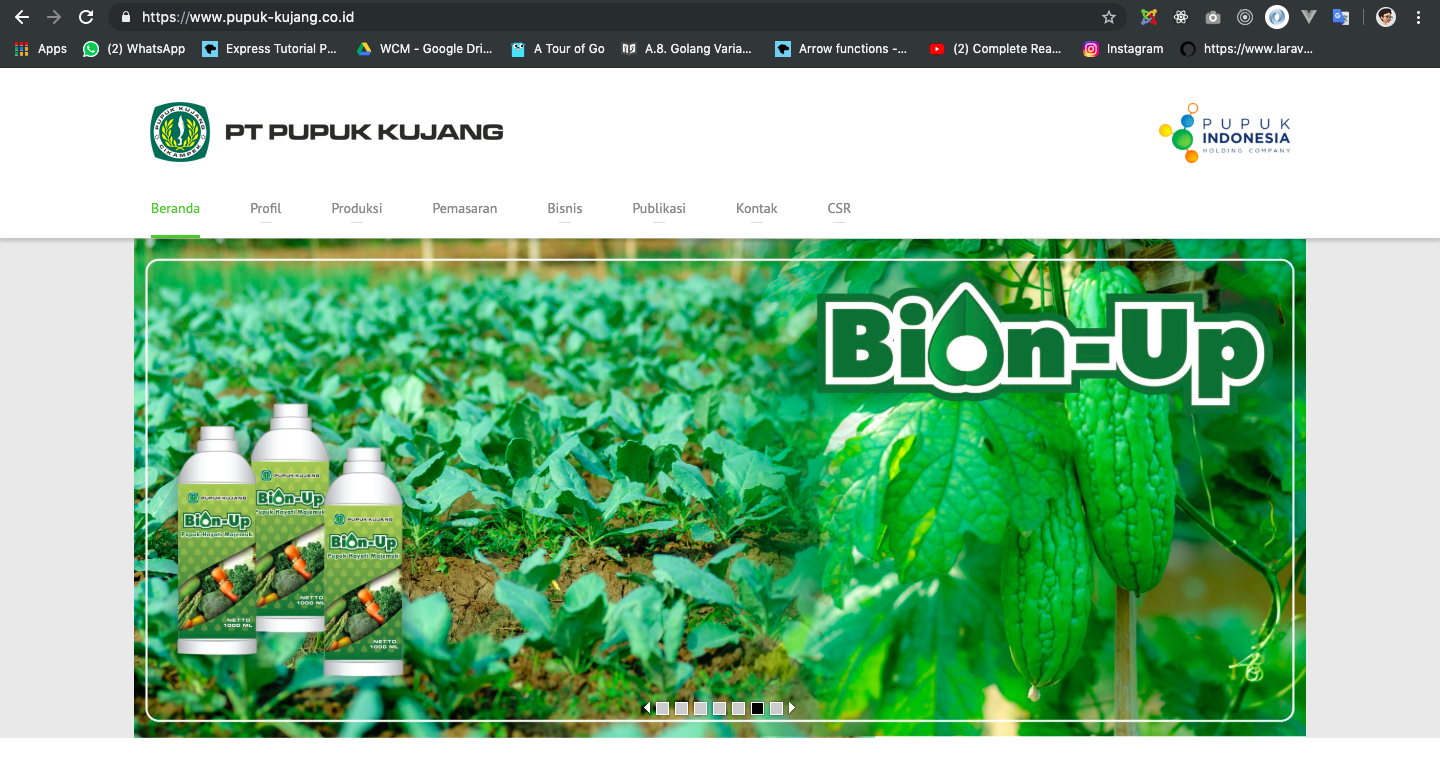 https://www.pupuk-kujang.co.id
Apps (2) WhatsApp Express Tutorial P... WCM - Google Dri... A Tour of Go A.8. Golang Varia... Arrow functions -... (2) Complete Rea... Instagram https://www.larav...
PUPUK KUJANG
CIKAMPEK
PT PUPUK KUJANG
PUPUK
INDONESIA
HOLDING COMPANY
Beranda Profil Produksi Pemasaran Bisnis Publikasi Kontak CSR
Bion-Up
PUPUK KUJANG
Bion-Up
Pupuk Hayati Majemuk
NETTO
1000 ML
PUPUK KUJANG
Bion-Up
Pupuk Hayati Majemuk
NETTO
1000 ML
PUPUK KUJANG
Bion-Up
Pupuk Hayati Majemuk
NETTO
1000 ML